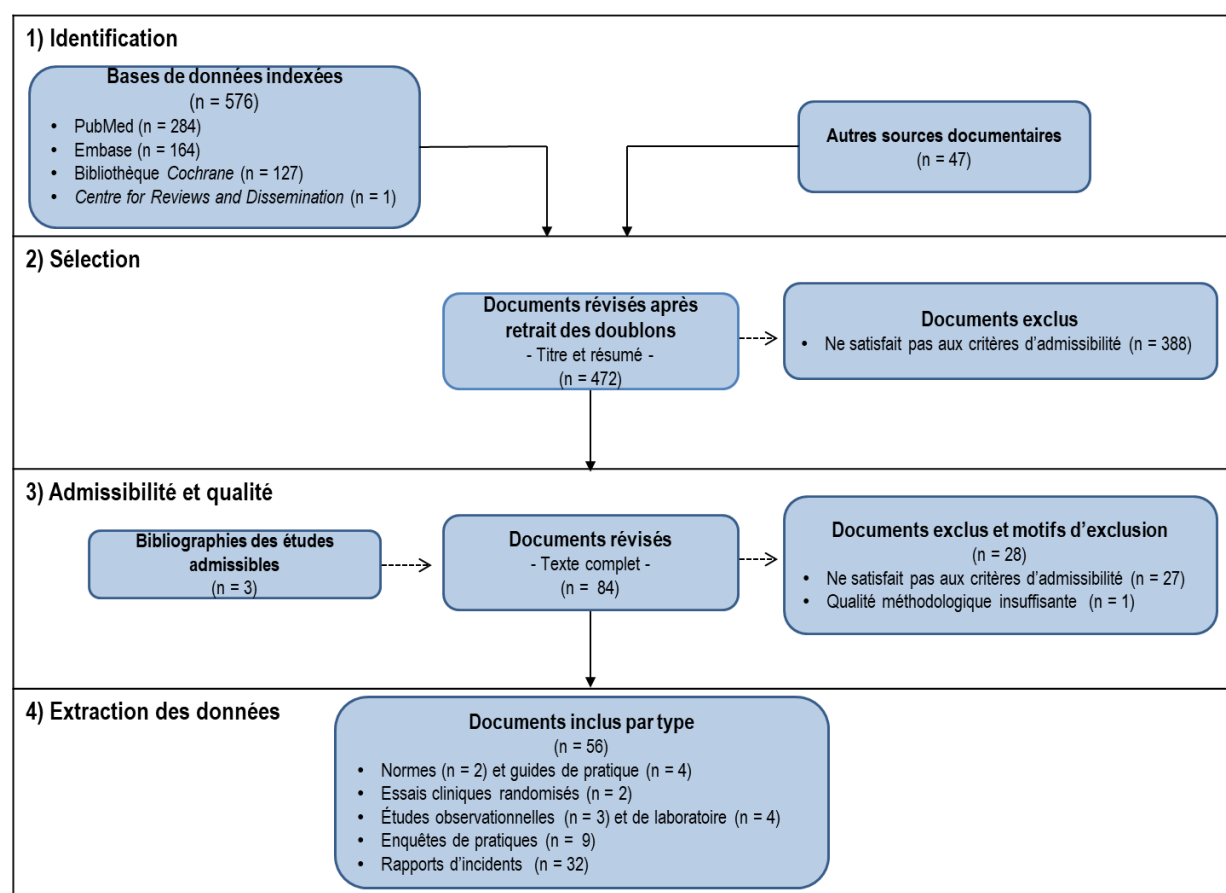 1) Identification
Bases de données indexées
(n = 576)
• PubMed (n = 284)
• Embase (n = 164)
• Bibliothèque Cochrane (n = 127)
• Centre for Reviews and Dissemination (n = 1)
Autres sources documentaires
(n = 47)
2) Sélection
Documents révisés après
retrait des doublons
- Titre et résumé -
(n = 472)
Documents exclus
• Ne satisfait pas aux critères d’admissibilité (n = 388)
3) Admissibilité et qualité
Bibliographies des études
admissibles
(n = 3)
Documents révisés
- Texte complet -
(n = 84)
Documents exclus et motifs d’exclusion
(n = 28)
• Ne satisfait pas aux critères d’admissibilité (n = 27)
• Qualité méthodologique insuffisante (n = 1)
4) Extraction des données
Documents inclus par type
(n = 56)
• Normes (n = 2) et guides de pratique (n = 4)
• Essais cliniques randomisés (n = 2)
• Études observationnelles (n = 3) et de laboratoire (n = 4)
• Enquêtes de pratiques (n = 9)
• Rapports d’incidents (n = 32)